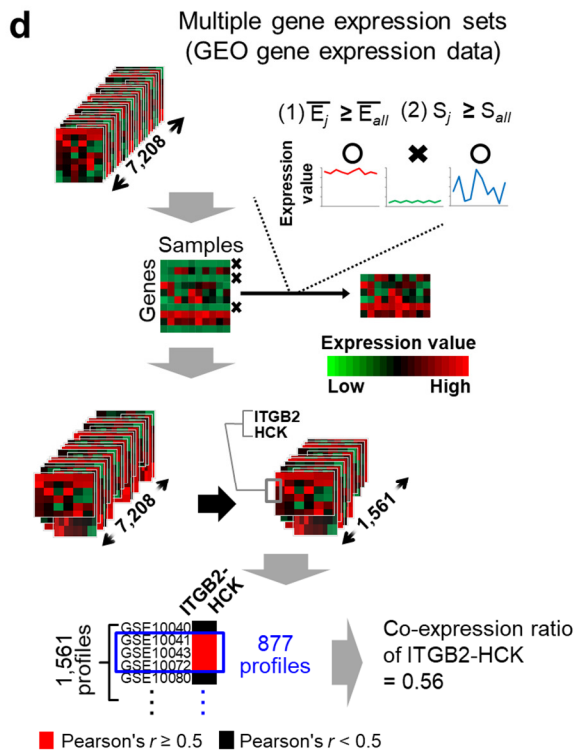 d
Multiple gene expression sets
(GEO gene expression data)
7,208
(1) E̅j ≥ E̅all (2) Sj ≥ Sall
Expression
value
Samples
Genes
Expression value
Low High
ITGB2
HCK
7,208
1,561
ITGB2-
HCK
1,561
profiles
GSE10040
GSE10041
GSE10043
GSE10072
GSE10080
877
profiles
Co-expression ratio
of ITGB2-HCK
= 0.56
Pearson's r ≥ 0.5 Pearson's r < 0.5